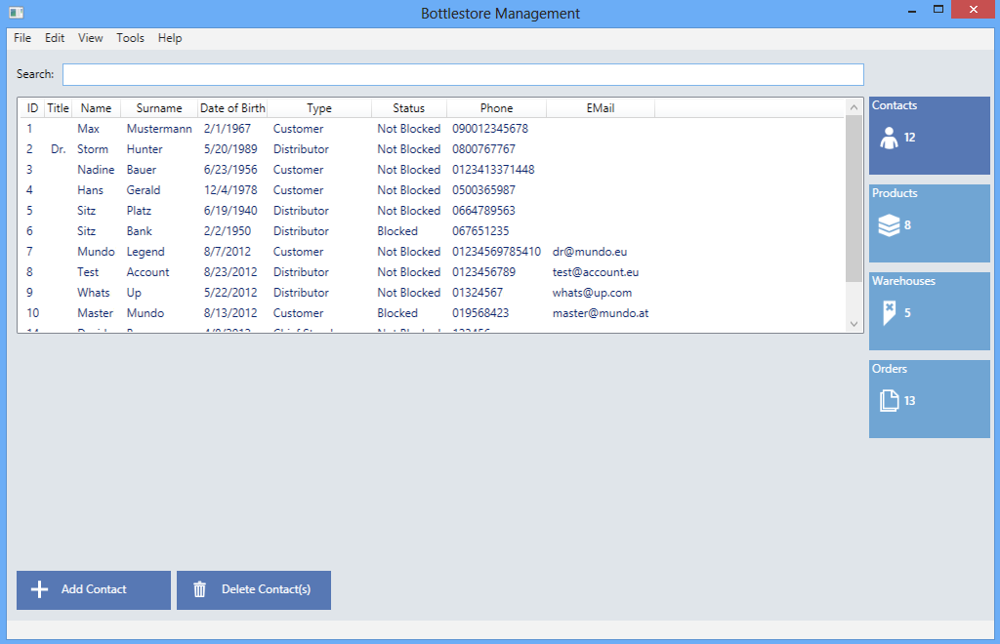 Bottlestore Management
File Edit View Tools Help
Search:
ID Title Name Surname Date of Birth Type Status Phone EMail
1 Max Mustermann 2/1/1967 Customer Not Blocked 090012345678
2 Dr. Storm Hunter 5/20/1989 Distributor Not Blocked 0800767767
3 Nadine Bauer 6/23/1956 Customer Not Blocked 0123413371448
4 Hans Gerald 12/4/1978 Customer Not Blocked 0500365987
5 Sitz Platz 6/19/1940 Distributor Not Blocked 0664789563
6 Sitz Bank 2/2/1950 Distributor Blocked 067651235
7 Mundo Legend 8/7/2012 Customer Not Blocked 01234569785410 dr@mundo.eu
8 Test Account 8/23/2012 Distributor Not Blocked 0123456789 test@account.eu
9 Whats Up 5/22/2012 Distributor Not Blocked 01324567 whats@up.com
10 Master Mundo 8/13/2012 Customer Blocked 019568423 master@mundo.at
Contacts
12
Products
8
Warehouses
5
Orders
13
Add Contact
Delete Contact(s)